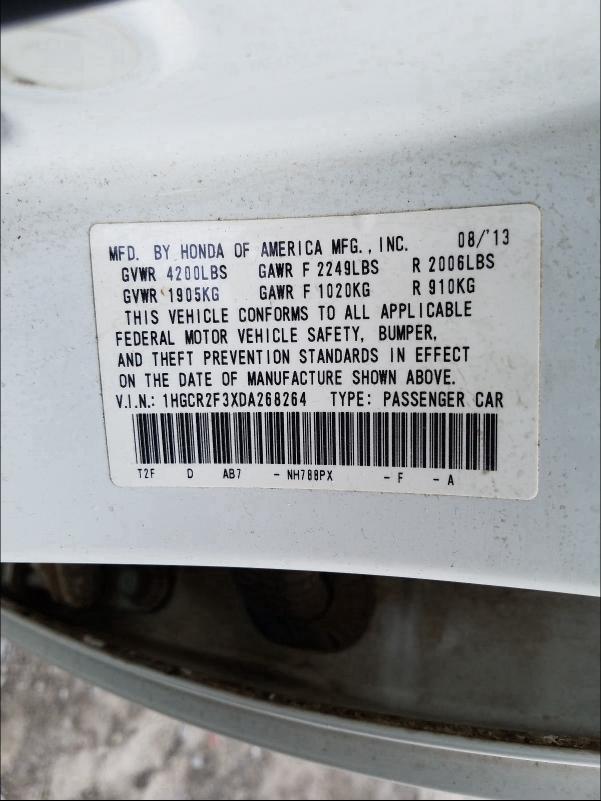 MFD. BY HONDA OF AMERICA MFG., INC. 08/'13
GVWR 4200LBS GAWR F 2249LBS R 2006LBS
GVWR 1905KG GAWR F 1020KG R 910KG
THIS VEHICLE CONFORMS TO ALL APPLICABLE
FEDERAL MOTOR VEHICLE SAFETY, BUMPER,
AND THEFT PREVENTION STANDARDS IN EFFECT
ON THE DATE OF MANUFACTURE SHOWN ABOVE.
V.I.N.: 1HGCR2F3XDA268264 TYPE: PASSENGER CAR
T2F D AB7 - NH788PX - F - A